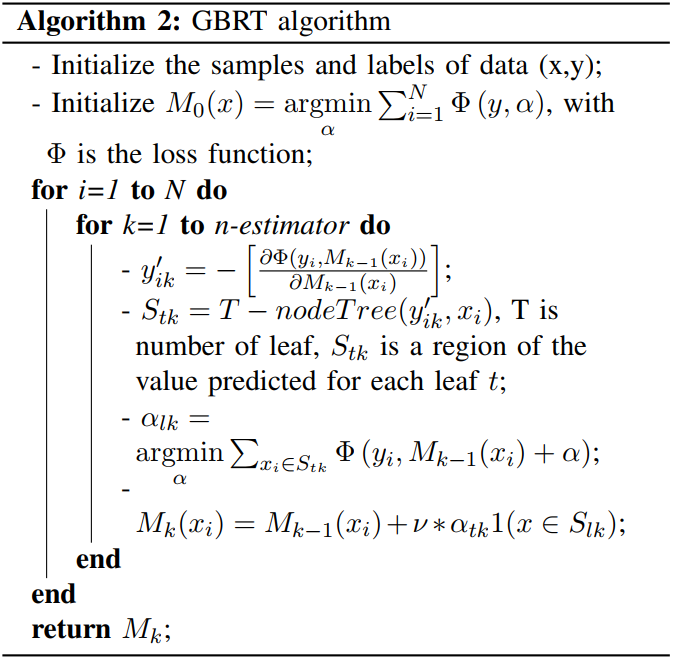 Algorithm 2: GBRT algorithm
- Initialize the samples and labels of data (x,y);
- Initialize $M_0(x) = \underset{\alpha}{\mathrm{argmin}} \sum_{i=1}^{N} \Phi(y, \alpha)$, with
Φ is the loss function;
for i=1 to N do
for k=1 to n-estimator do
- $y'_{ik} = -\left[\frac{\partial \Phi(y_i, M_{k-1}(x_i))}{\partial M_{k-1}(x_i)}\right]$;
- $S_{tk} = T - nodeTree(y'_{ik}, x_i)$, T is
number of leaf, $S_{tk}$ is a region of the
value predicted for each leaf $t$;
- $\alpha_{lk} =$
$\underset{\alpha}{\mathrm{argmin}} \sum_{x_i \in S_{tk}} \Phi(y_i, M_{k-1}(x_i) + \alpha)$;
-
$M_k(x_i) = M_{k-1}(x_i) + \nu * \alpha_{tk} 1(x \in S_{lk})$;
end
end
return $M_k$;